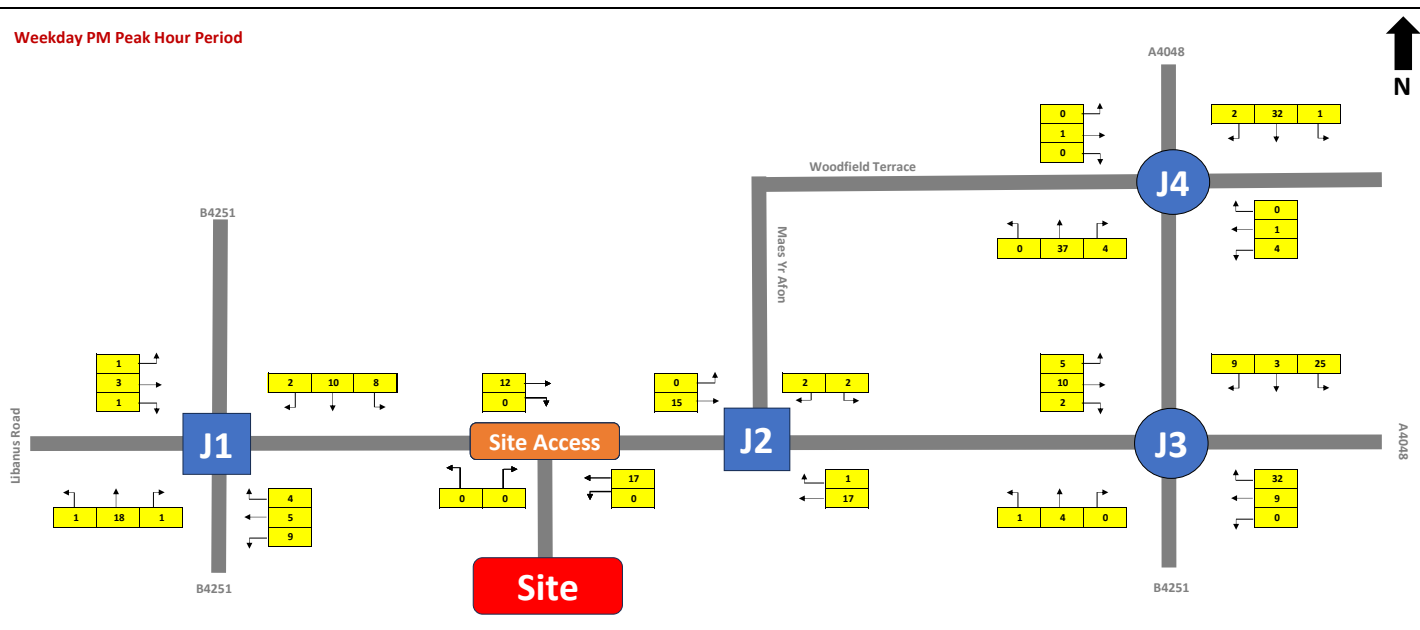 Weekday PM Peak Hour Period
N
A4048
0
1
0
2 32 1
Woodfield Terrace
J4
B4251
Maes Yr Afon
0 37 4
0
1
4
1
3
1
2 10 8
12
0
0
15
2 2
5
10
2
9 3 25
Libanus Road
J1
Site Access
J2
J3
A4048
1 18 1
4
5
9
0 0
17
0
1
17
1 4 0
32
9
0
B4251
Site
B4251